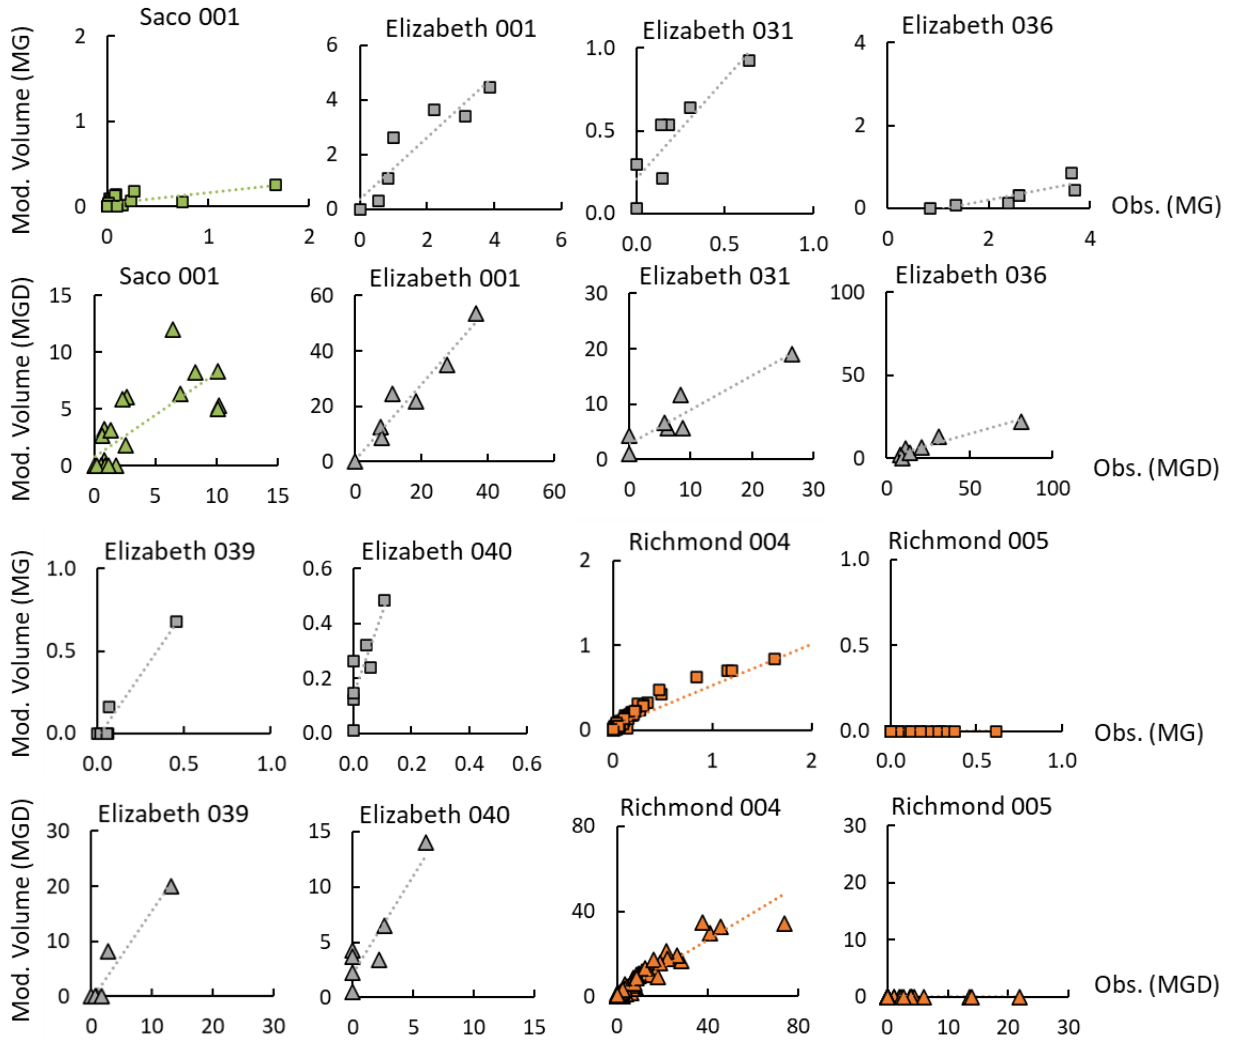 Saco 001
Elizabeth 001
Elizabeth 031
Elizabeth 036
Mod. Volume (MG)
2
1
0
0 1 2
6
4
2
0
0 2 4 6
1.0
0.5
0.0
0.0 0.5 1.0
4
2
0
0 2 4
Obs. (MG)
Saco 001
Elizabeth 001
Elizabeth 031
Elizabeth 036
Mod. Volume (MGD)
15
10
5
0
0 5 10 15
60
40
20
0
0 20 40 60
30
20
10
0
0 10 20 30
100
50
0
0 50 100
Obs. (MGD)
Elizabeth 039
Elizabeth 040
Richmond 004
Richmond 005
Mod. Volume (MG)
1.0
0.5
0.0
0.0 0.5 1.0
0.6
0.4
0.2
0.0
0.0 0.2 0.4 0.6
2
1
0
0 1 2
1.0
0.5
0.0
0.0 0.5 1.0
Obs. (MG)
Elizabeth 039
Elizabeth 040
Richmond 004
Richmond 005
Mod. Volume (MGD)
30
20
10
0
0 10 20 30
15
10
5
0
0 5 10 15
80
40
0
0 40 80
30
20
10
0
0 10 20 30
Obs. (MGD)